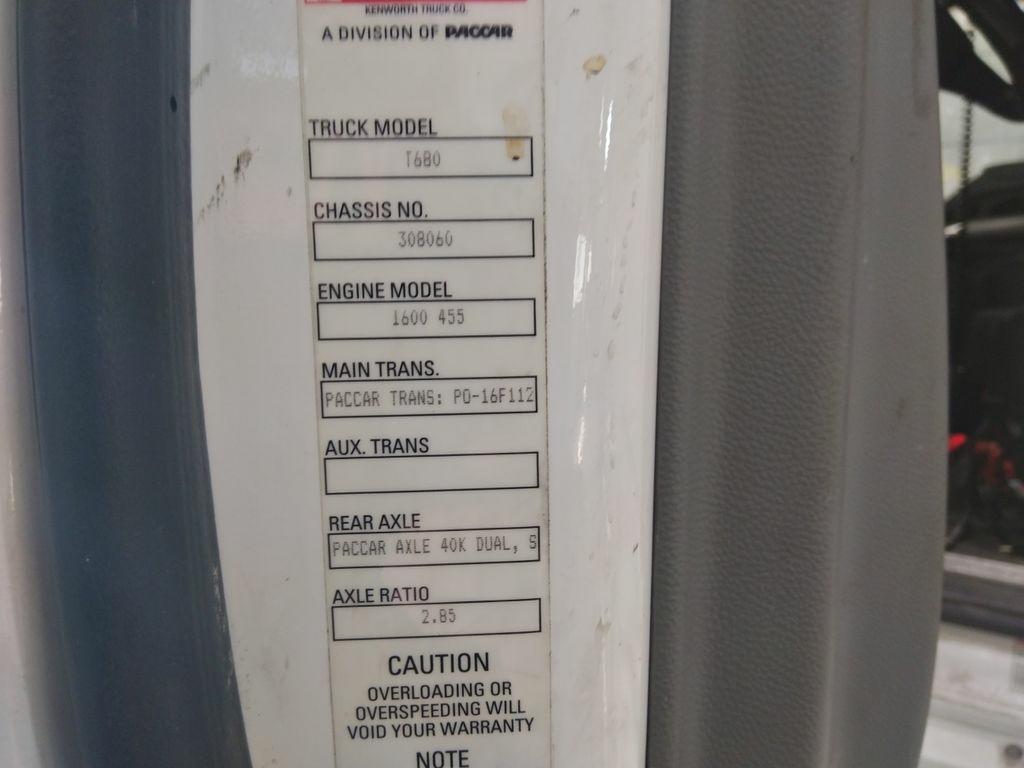 KENWORTH TRUCK CO.
A DIVISION OF PACCAR
TRUCK MODEL
T680
CHASSIS NO.
308060
ENGINE MODEL
1600 455
MAIN TRANS.
PACCAR TRANS: PO-16F112
AUX. TRANS
REAR AXLE
PACCAR AXLE 40K DUAL, S
AXLE RATIO
2.85
CAUTION
OVERLOADING OR
OVERSPEEDING WILL
VOID YOUR WARRANTY
NOTE